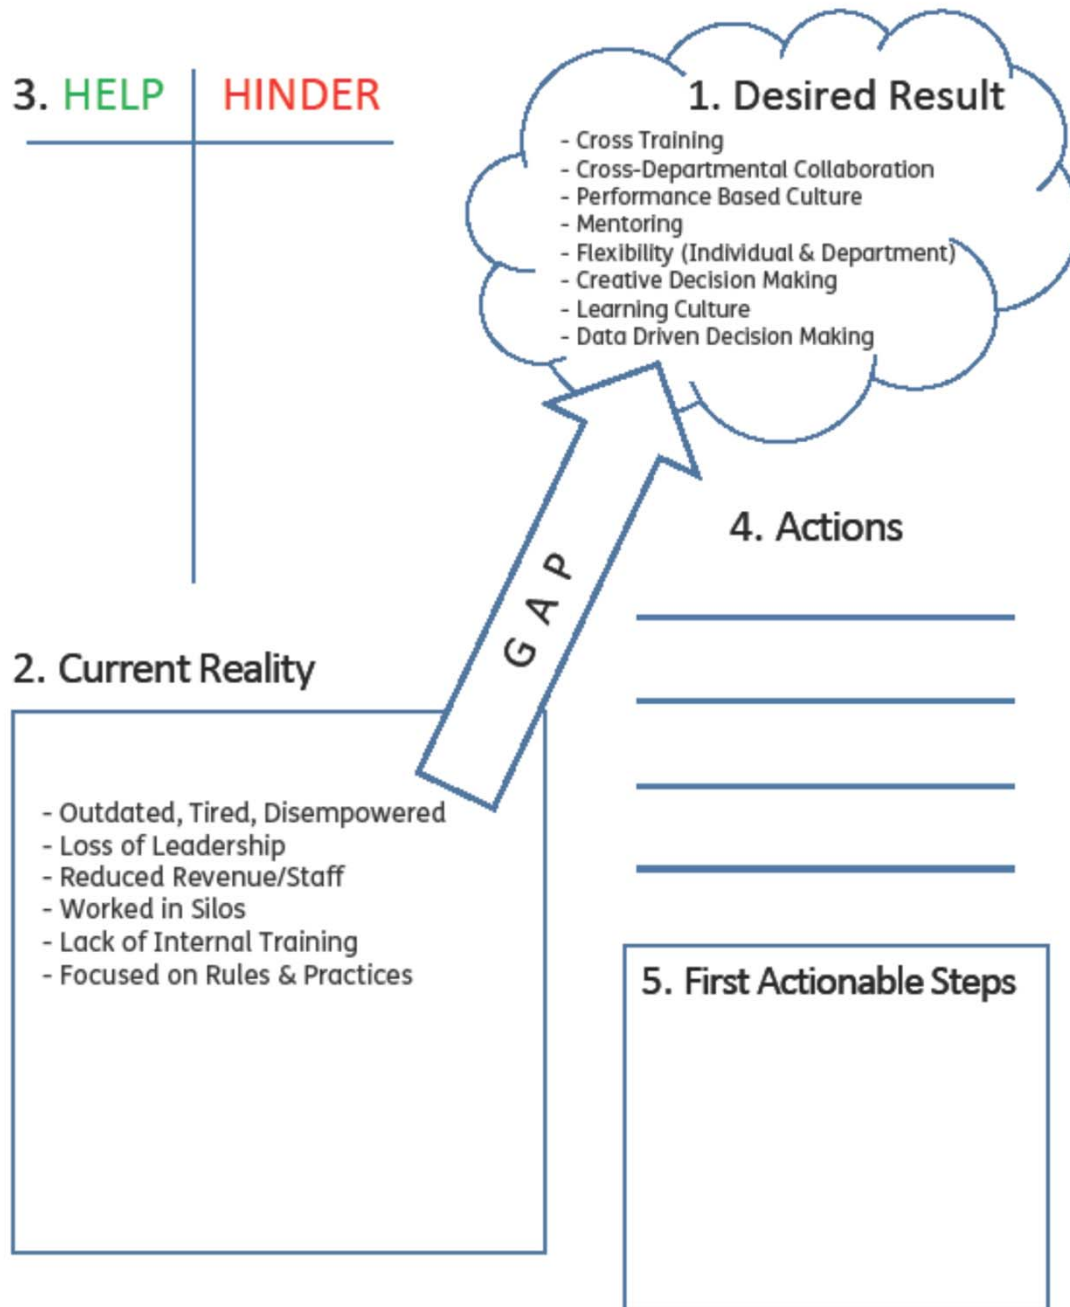 3. HELP HINDER
1. Desired Result
- Cross Training
- Cross-Departmental Collaboration
- Performance Based Culture
- Mentoring
- Flexibility (Individual & Department)
- Creative Decision Making
- Learning Culture
- Data Driven Decision Making
GAP
4. Actions
2. Current Reality
- Outdated, Tired, Disempowered
- Loss of Leadership
- Reduced Revenue/Staff
- Worked in Silos
- Lack of Internal Training
- Focused on Rules & Practices
5. First Actionable Steps